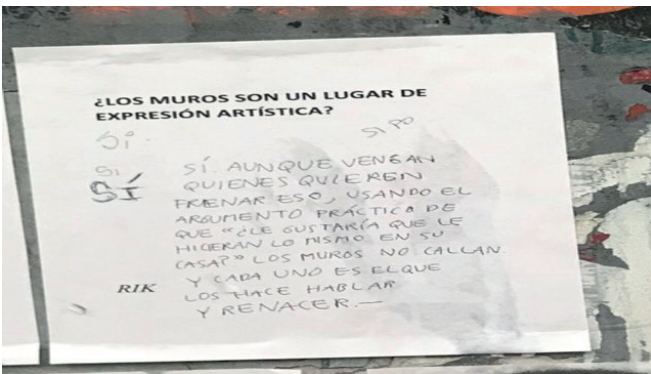 ¿LOS MUROS SON UN LUGAR DE
EXPRESIÓN ARTÍSTICA?
Si.
SI PO
SI
SÍ
SÍ. AUNQUE VENGAN
QUIENES QUIEREN
FRENAR ESO, USANDO EL
ARGUMENTO PRÁCTICO DE
QUE "¿LE GUSTARÍA QUE LE
HICIERAN LO MISMO EN SU
CASA?" LOS MUROS NO CALLAN
Y CADA UNO ES EL QUE
LOS HACE HABLAR
Y RENACER.—
RIK